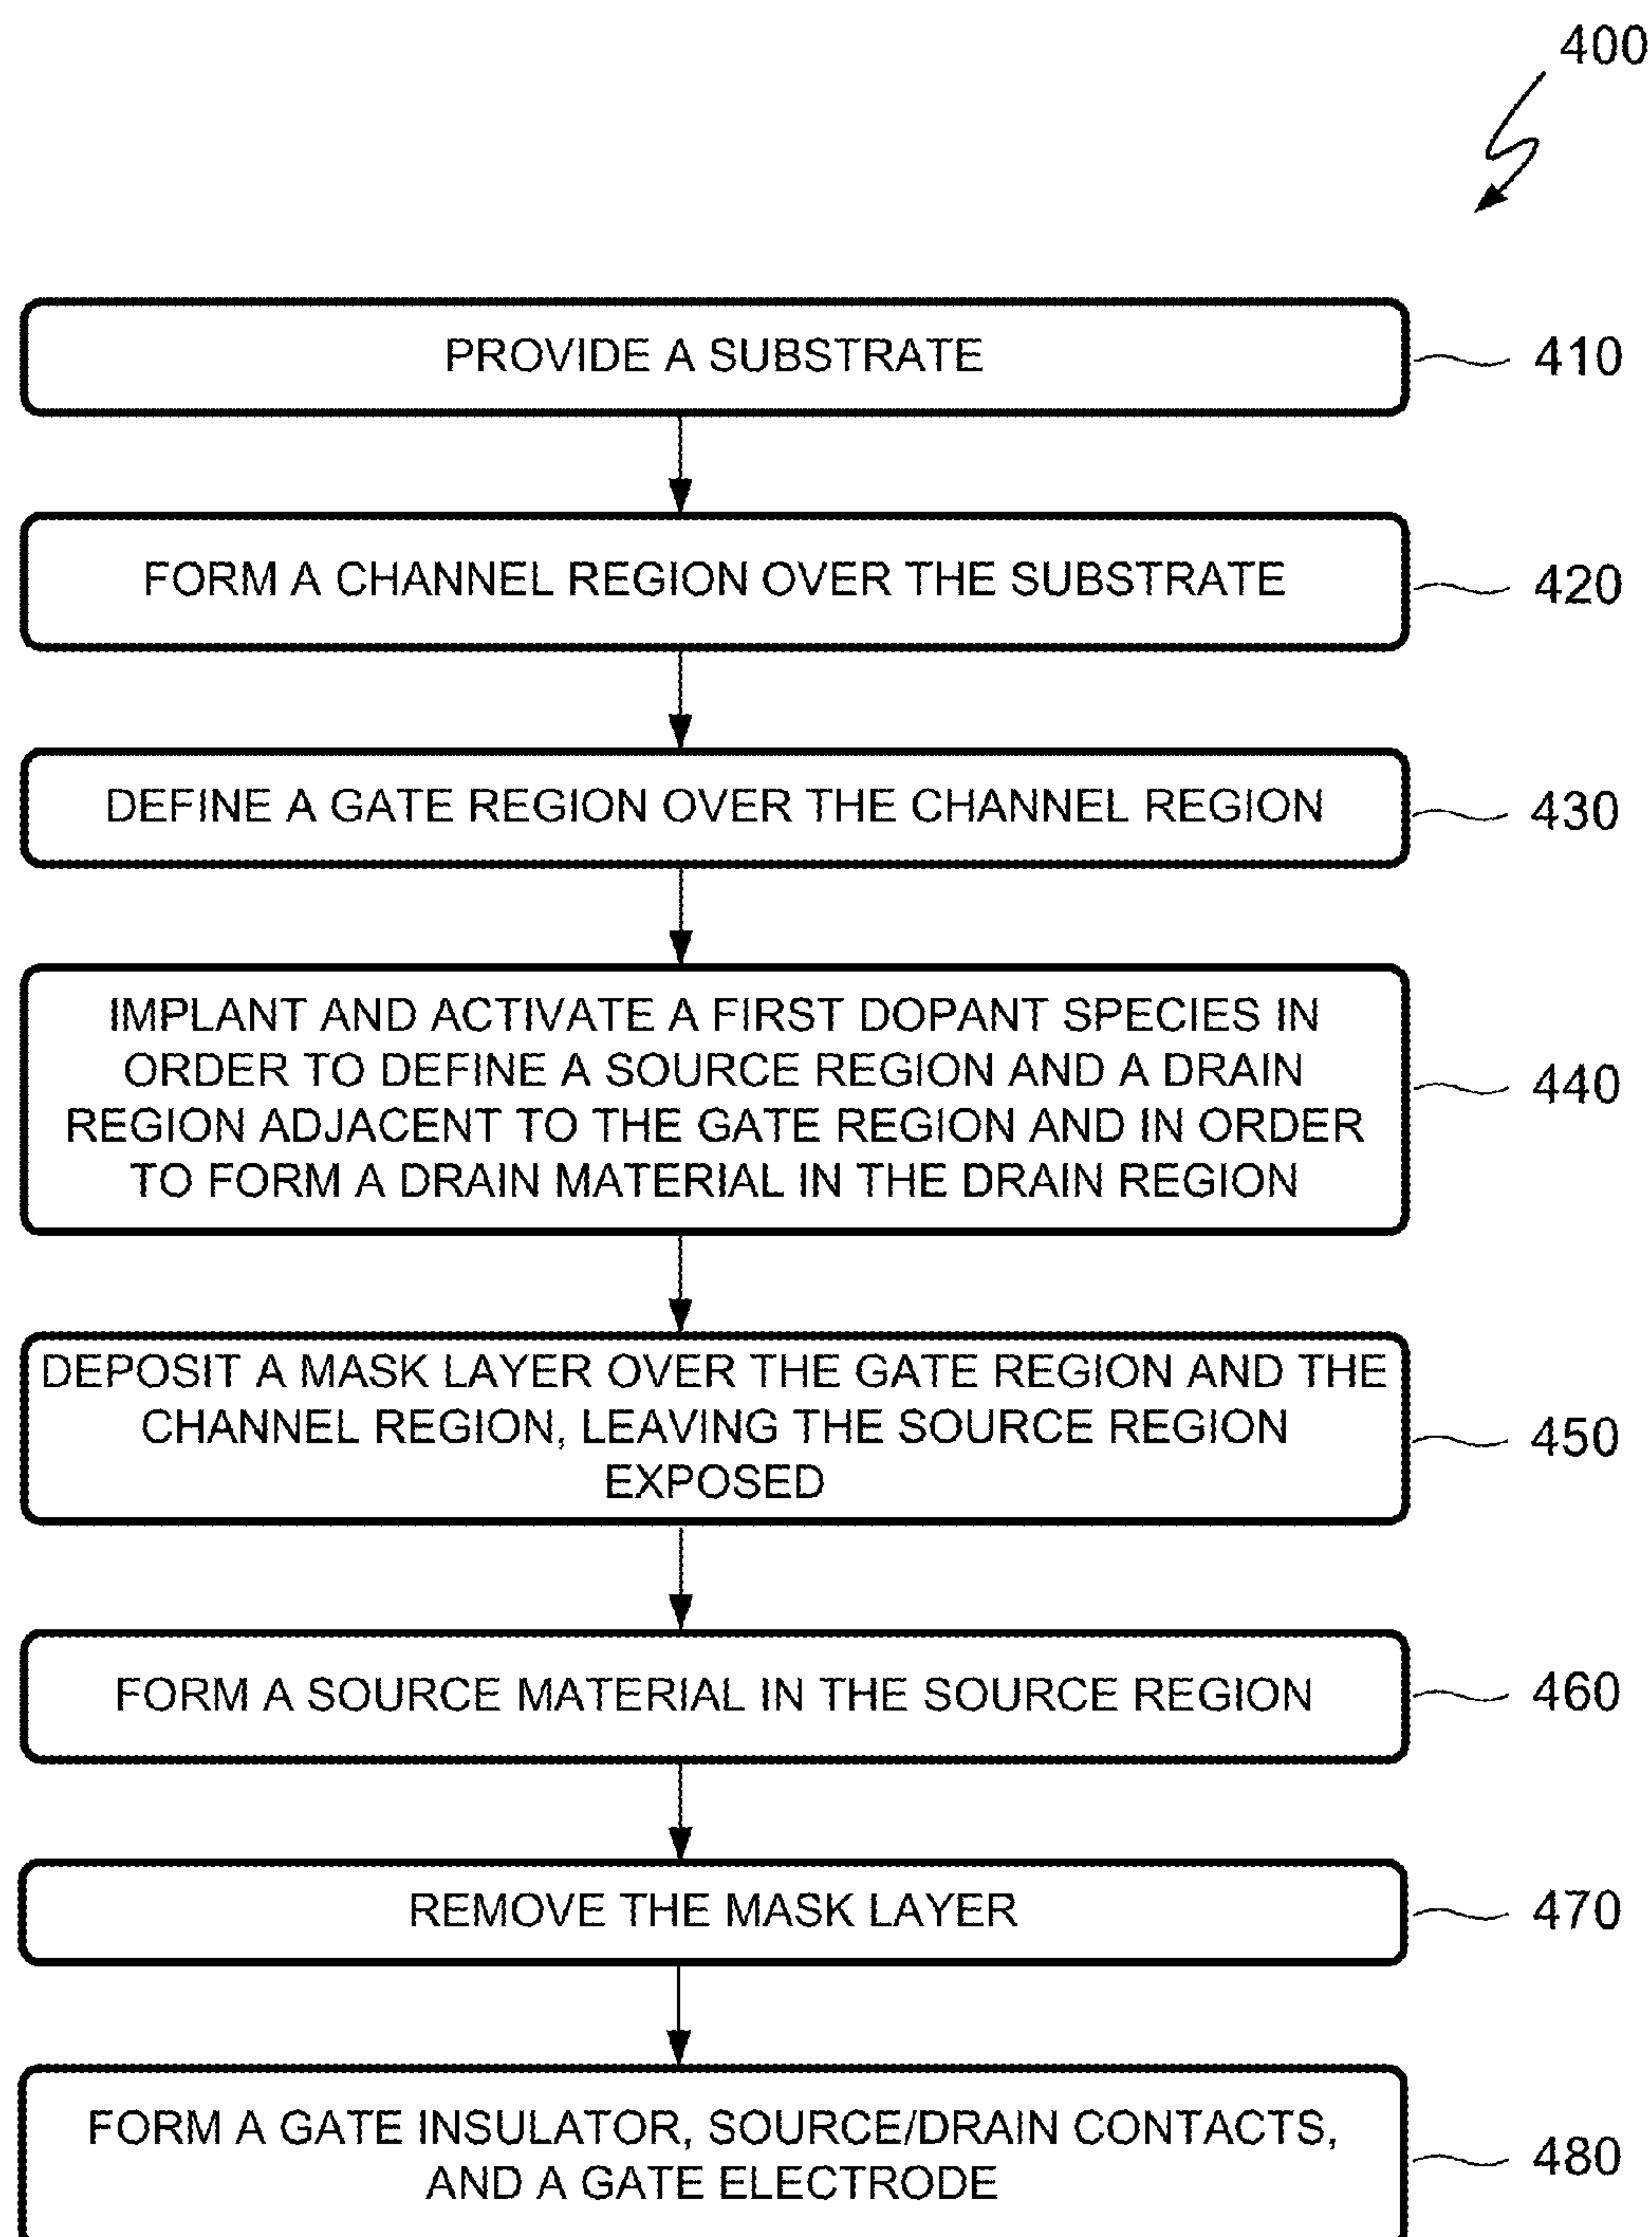 400
PROVIDE A SUBSTRATE
410
FORM A CHANNEL REGION OVER THE SUBSTRATE
420
DEFINE A GATE REGION OVER THE CHANNEL REGION
430
IMPLANT AND ACTIVATE A FIRST DOPANT SPECIES IN
ORDER TO DEFINE A SOURCE REGION AND A DRAIN
REGION ADJACENT TO THE GATE REGION AND IN ORDER
TO FORM A DRAIN MATERIAL IN THE DRAIN REGION
440
DEPOSIT A MASK LAYER OVER THE GATE REGION AND THE
CHANNEL REGION, LEAVING THE SOURCE REGION
EXPOSED
450
FORM A SOURCE MATERIAL IN THE SOURCE REGION
460
REMOVE THE MASK LAYER
470
FORM A GATE INSULATOR, SOURCE/DRAIN CONTACTS,
AND A GATE ELECTRODE
480